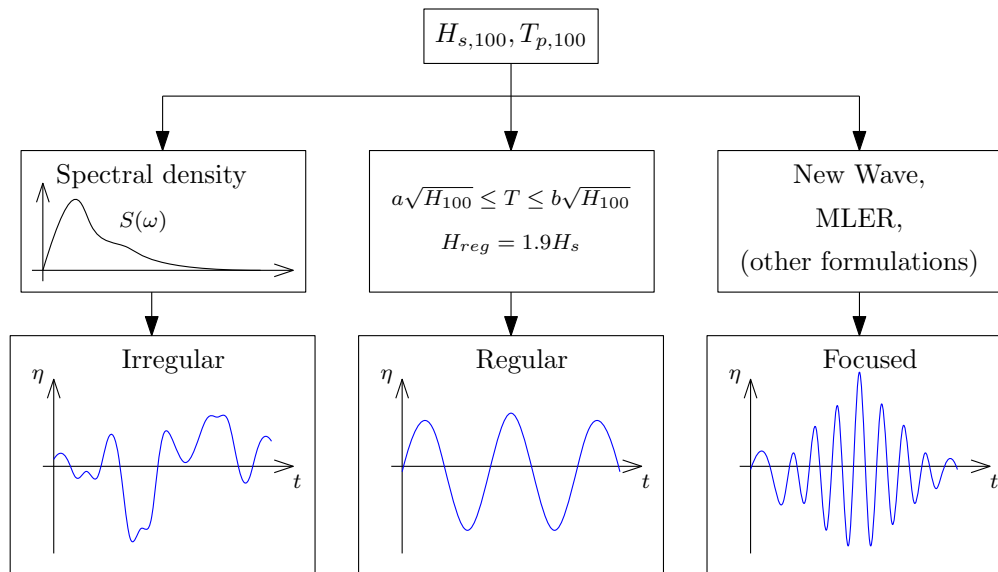 H_{s,100}, T_{p,100}
Spectral density
S(ω)
a√H_{100} ≤ T ≤ b√H_{100}
H_{reg} = 1.9H_s
New Wave,
MLER,
(other formulations)
Irregular
η
t
Regular
η
t
Focused
η
t